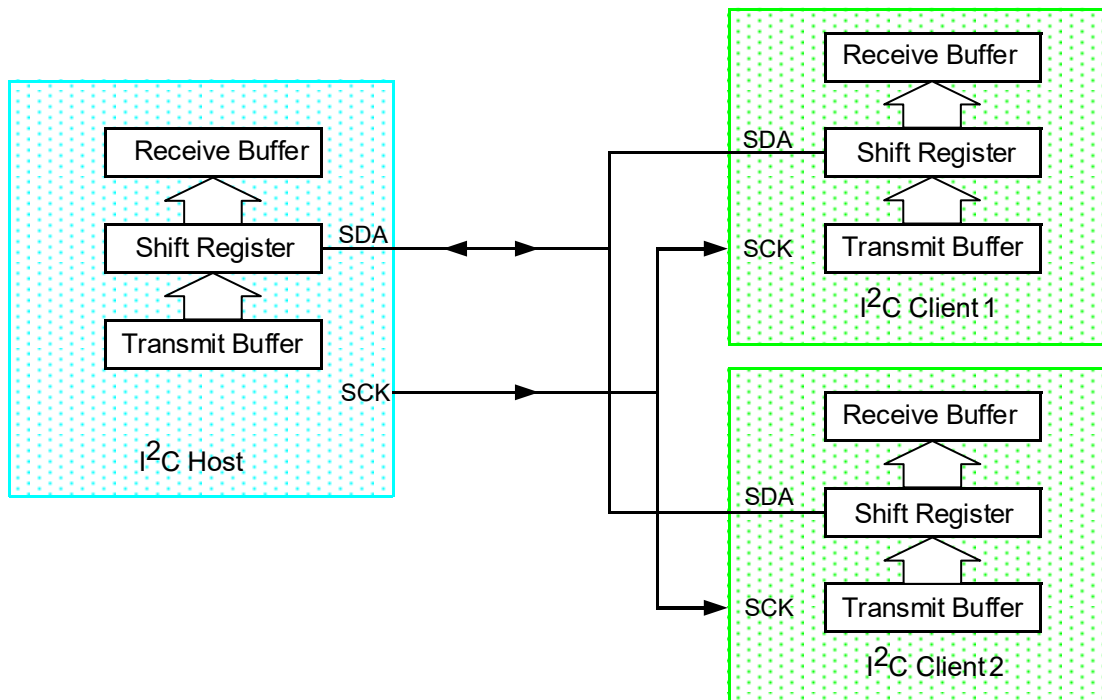 Receive Buffer
SDA
Shift Register
Transmit Buffer
SCK
I²C Host
Receive Buffer
SDA
Shift Register
SCK
Transmit Buffer
I²C Client 1
Receive Buffer
SDA
Shift Register
SCK
Transmit Buffer
I²C Client 2